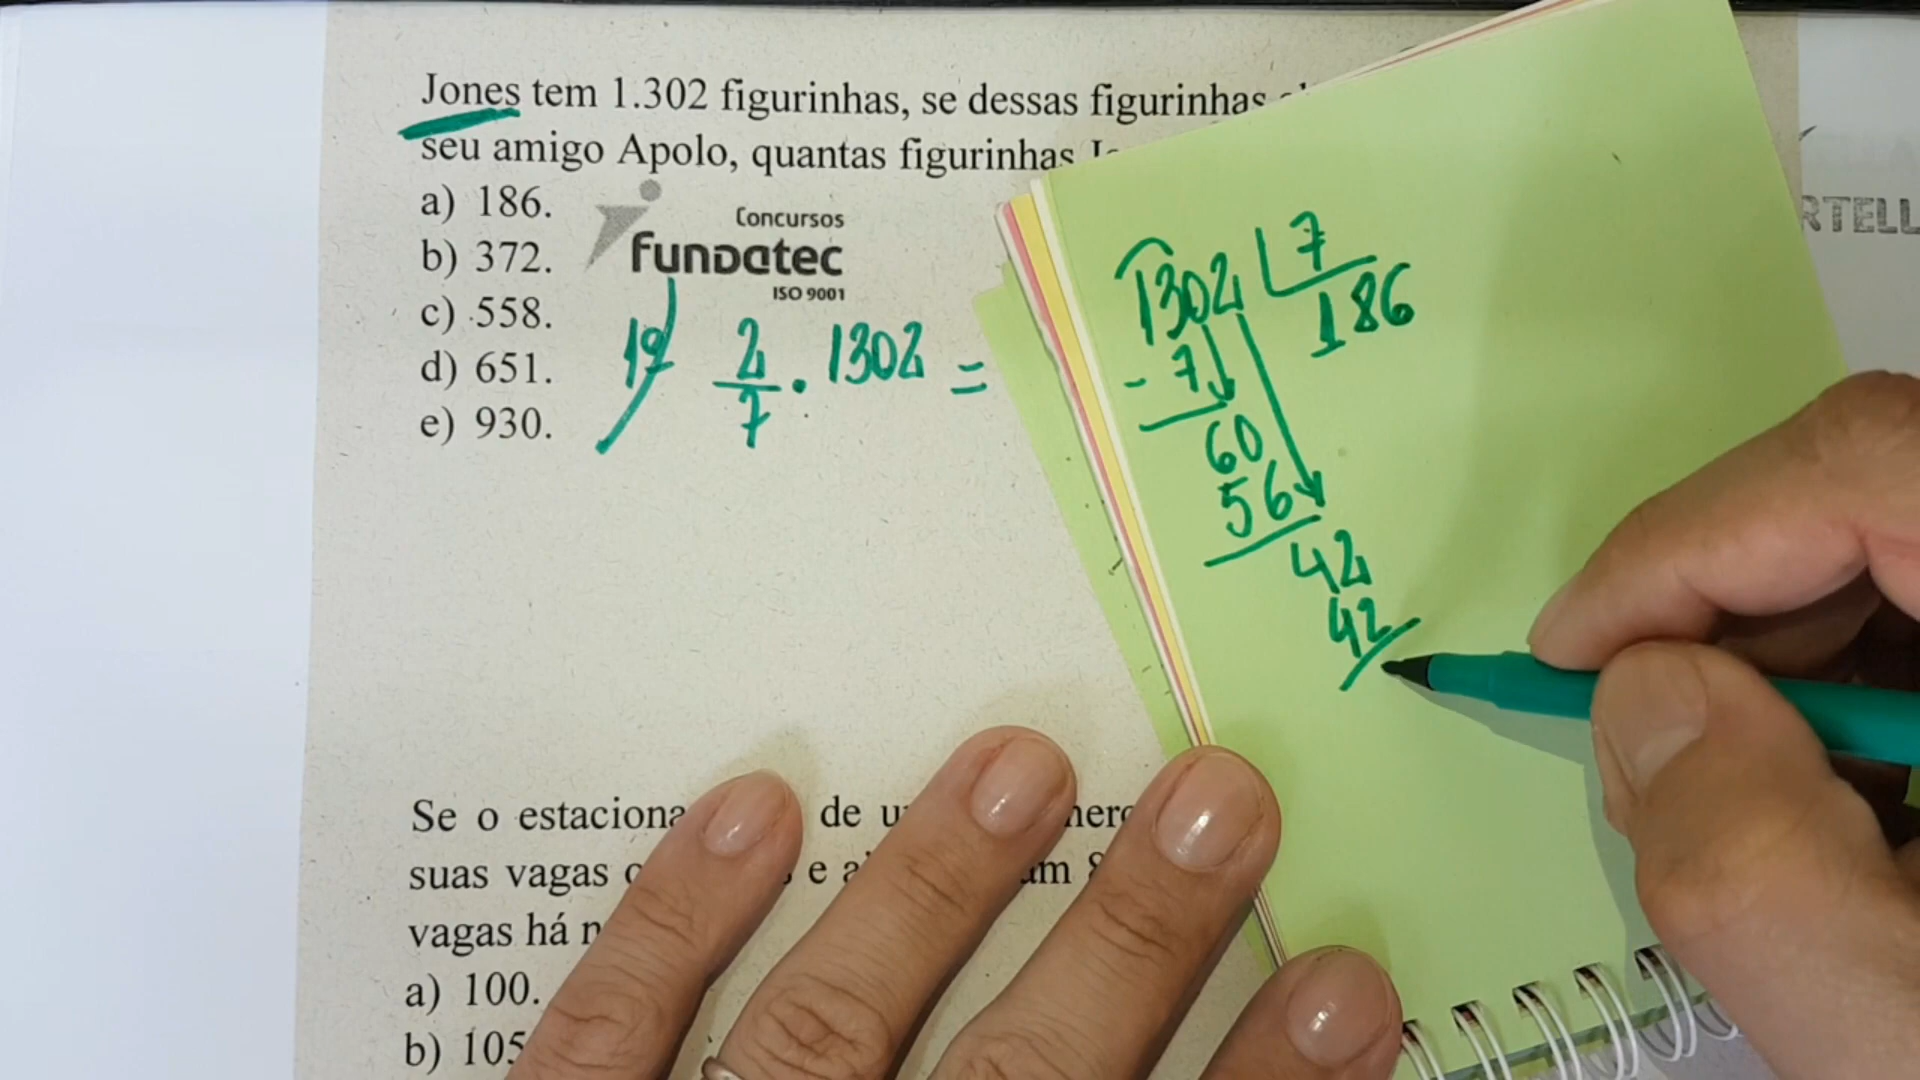 Jones tem 1.302 figurinhas, se dessas figurinhas
seu amigo Apolo, quantas figurinhas
a) 186.
b) 372.
c) 558.
d) 651.
e) 930.
Concursos
FUNDATEC
ISO 9001
2/7 . 1302 =
1302 7
186
- 7
60
56
42
42
RTELL
Se o
de
suas vagas
e
vagas há
a) 100.
b) 105